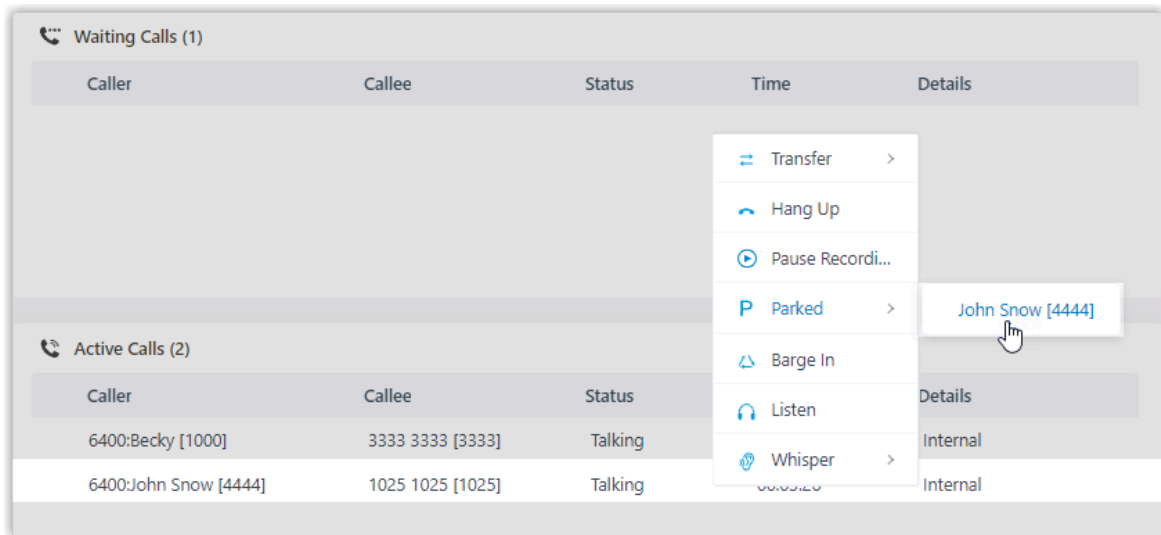 Waiting Calls (1)
Caller Callee Status Time Details
Transfer
Hang Up
Pause Recordi...
Parked
John Snow [4444]
Barge In
Listen
Whisper
Active Calls (2)
Caller Callee Status Details
6400:Becky [1000] 3333 3333 [3333] Talking Internal
6400:John Snow [4444] 1025 1025 [1025] Talking Internal